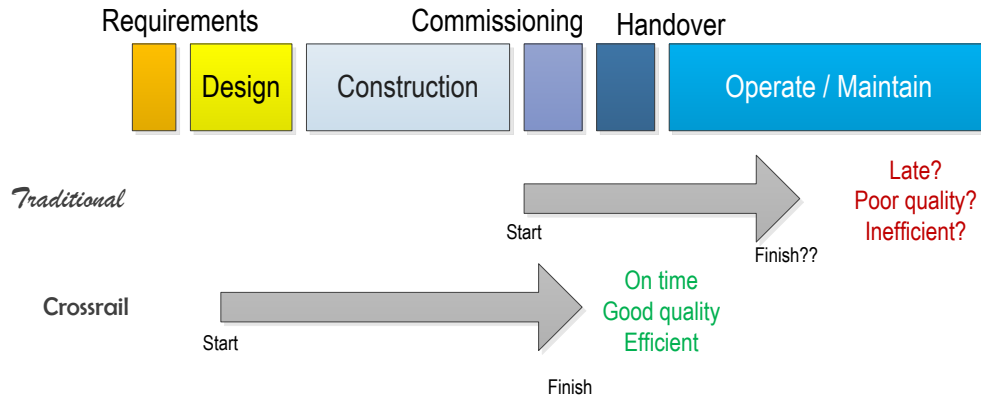 Requirements
Commissioning
Handover
Design
Construction
Operate / Maintain
Traditional
Start
Finish??
Late?
Poor quality?
Inefficient?
Crossrail
Start
Finish
On time
Good quality
Efficient